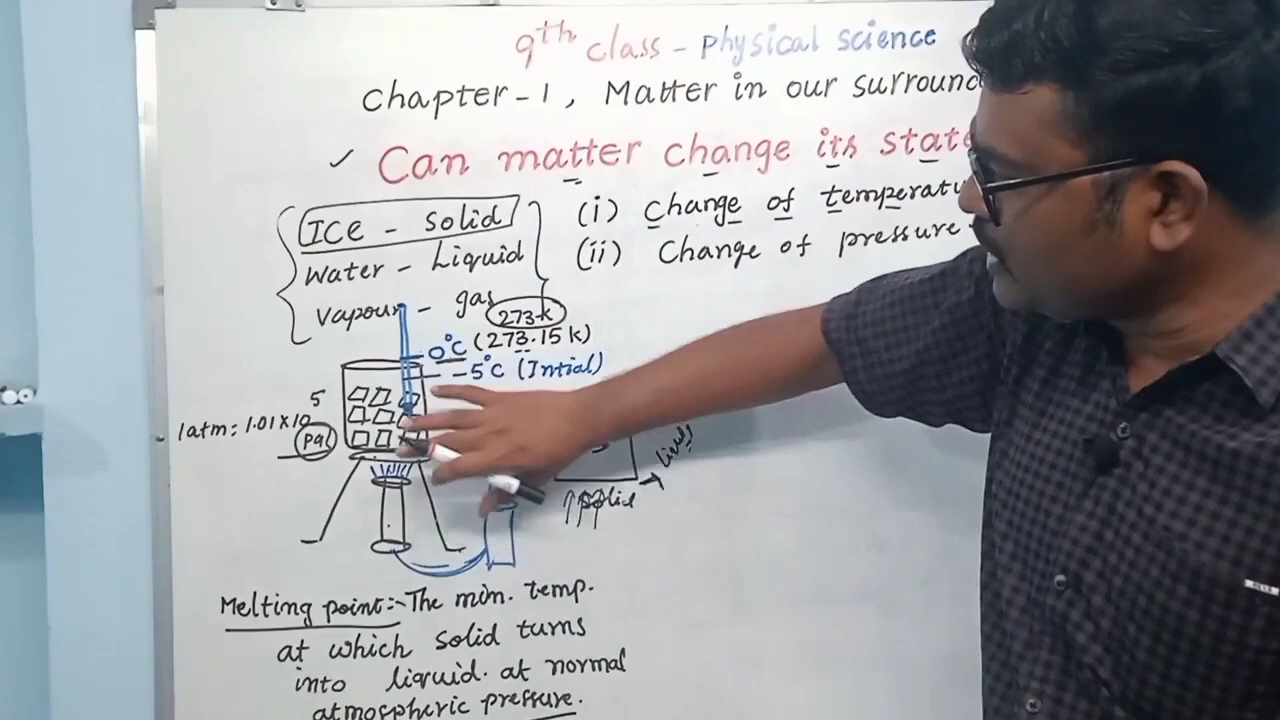 9th class - physical science
chapter-1, Matter in our surround
✓ Can matter change its state
ICE - solid
water - Liquid
vapour - gas
(i) change of temperatu
(ii) Change of pressure
273k
0°C (273.15 k)
-5°C (Intial)
1atm: 1.01×10⁵
Pa
solid
Melting point:- The min. temp.
at which solid turns
into liquid. at normal
atmospheric pressure.